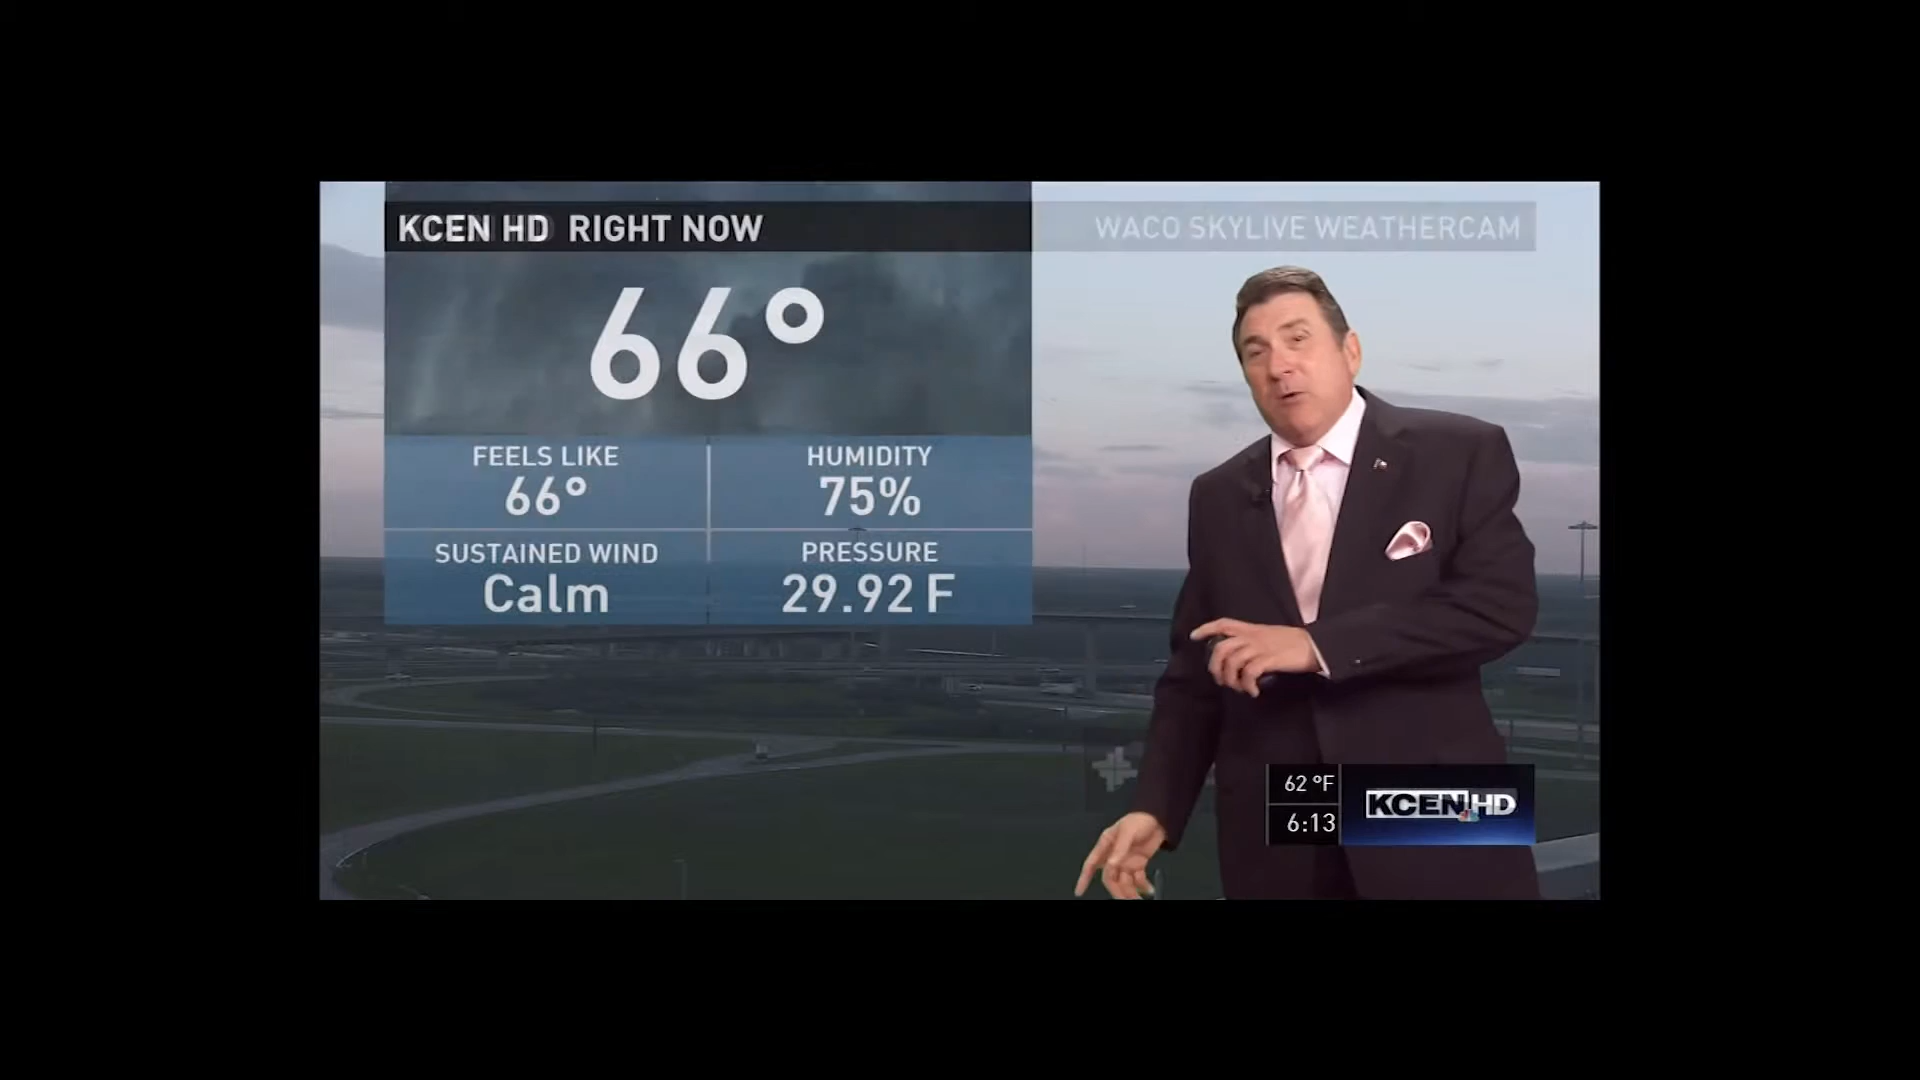 KCEN HD RIGHT NOW
WACO SKYLIVE WEATHERCAM
66°
FEELS LIKE
66°
HUMIDITY
75%
SUSTAINED WIND
Calm
PRESSURE
29.92 F
62 °F
6:13
KCEN HD